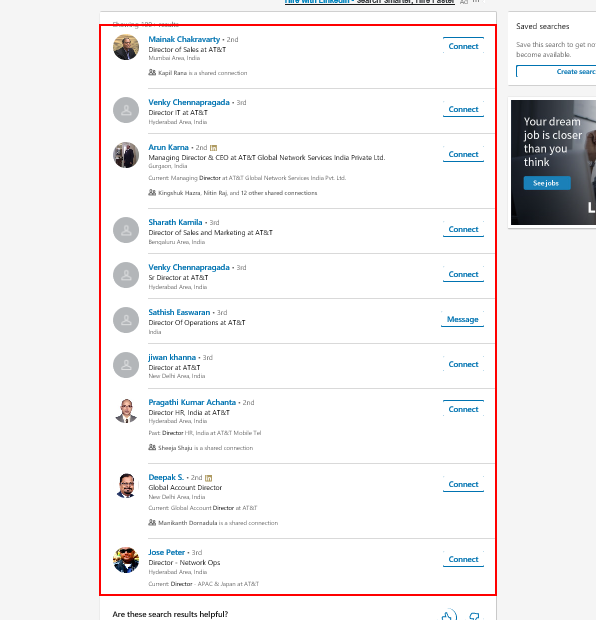 Hire with LinkedIn - Search Smarter, Hire Faster Ad ...
Showing 100+ results
Mainak Chakravarty • 2nd
Director of Sales at AT&T
Mumbai Area, India
Kapil Rana is a shared connection
Connect
Venky Chennapragada • 3rd
Director IT at AT&T
Hyderabad Area, India
Connect
Arun Karna • 2nd in
Managing Director & CEO at AT&T Global Network Services India Private Ltd.
Gurgaon, India
Current: Managing Director at AT&T Global Network Services India Pvt. Ltd.
Kingshuk Hazra, Nitin Raj, and 12 other shared connections
Connect
Sharath Kamila • 3rd
Director of Sales and Marketing at AT&T
Bengaluru Area, India
Connect
Venky Chennapragada • 3rd
Sr Director at AT&T
Hyderabad Area, India
Connect
Sathish Easwaran • 3rd
Director Of Operations at AT&T
India
Message
jiwan khanna • 3rd
Director at AT&T
New Delhi Area, India
Connect
Pragathi Kumar Achanta • 2nd
Director HR, India at AT&T
Hyderabad Area, India
Past: Director HR, India at AT&T Mobile Tel
Sheeja Shaju is a shared connection
Connect
Deepak S. • 2nd in
Global Account Director
New Delhi Area, India
Current: Global Account Director at AT&T
Manikanth Dornadula is a shared connection
Connect
Jose Peter • 3rd
Director - Network Ops
Hyderabad Area, India
Current: Director - APAC & Japan at AT&T
Connect
Are these search results helpful?
Saved searches
Save this search to get no
become available.
Create searc
Your dream
job is closer
than you
think
See jobs
L